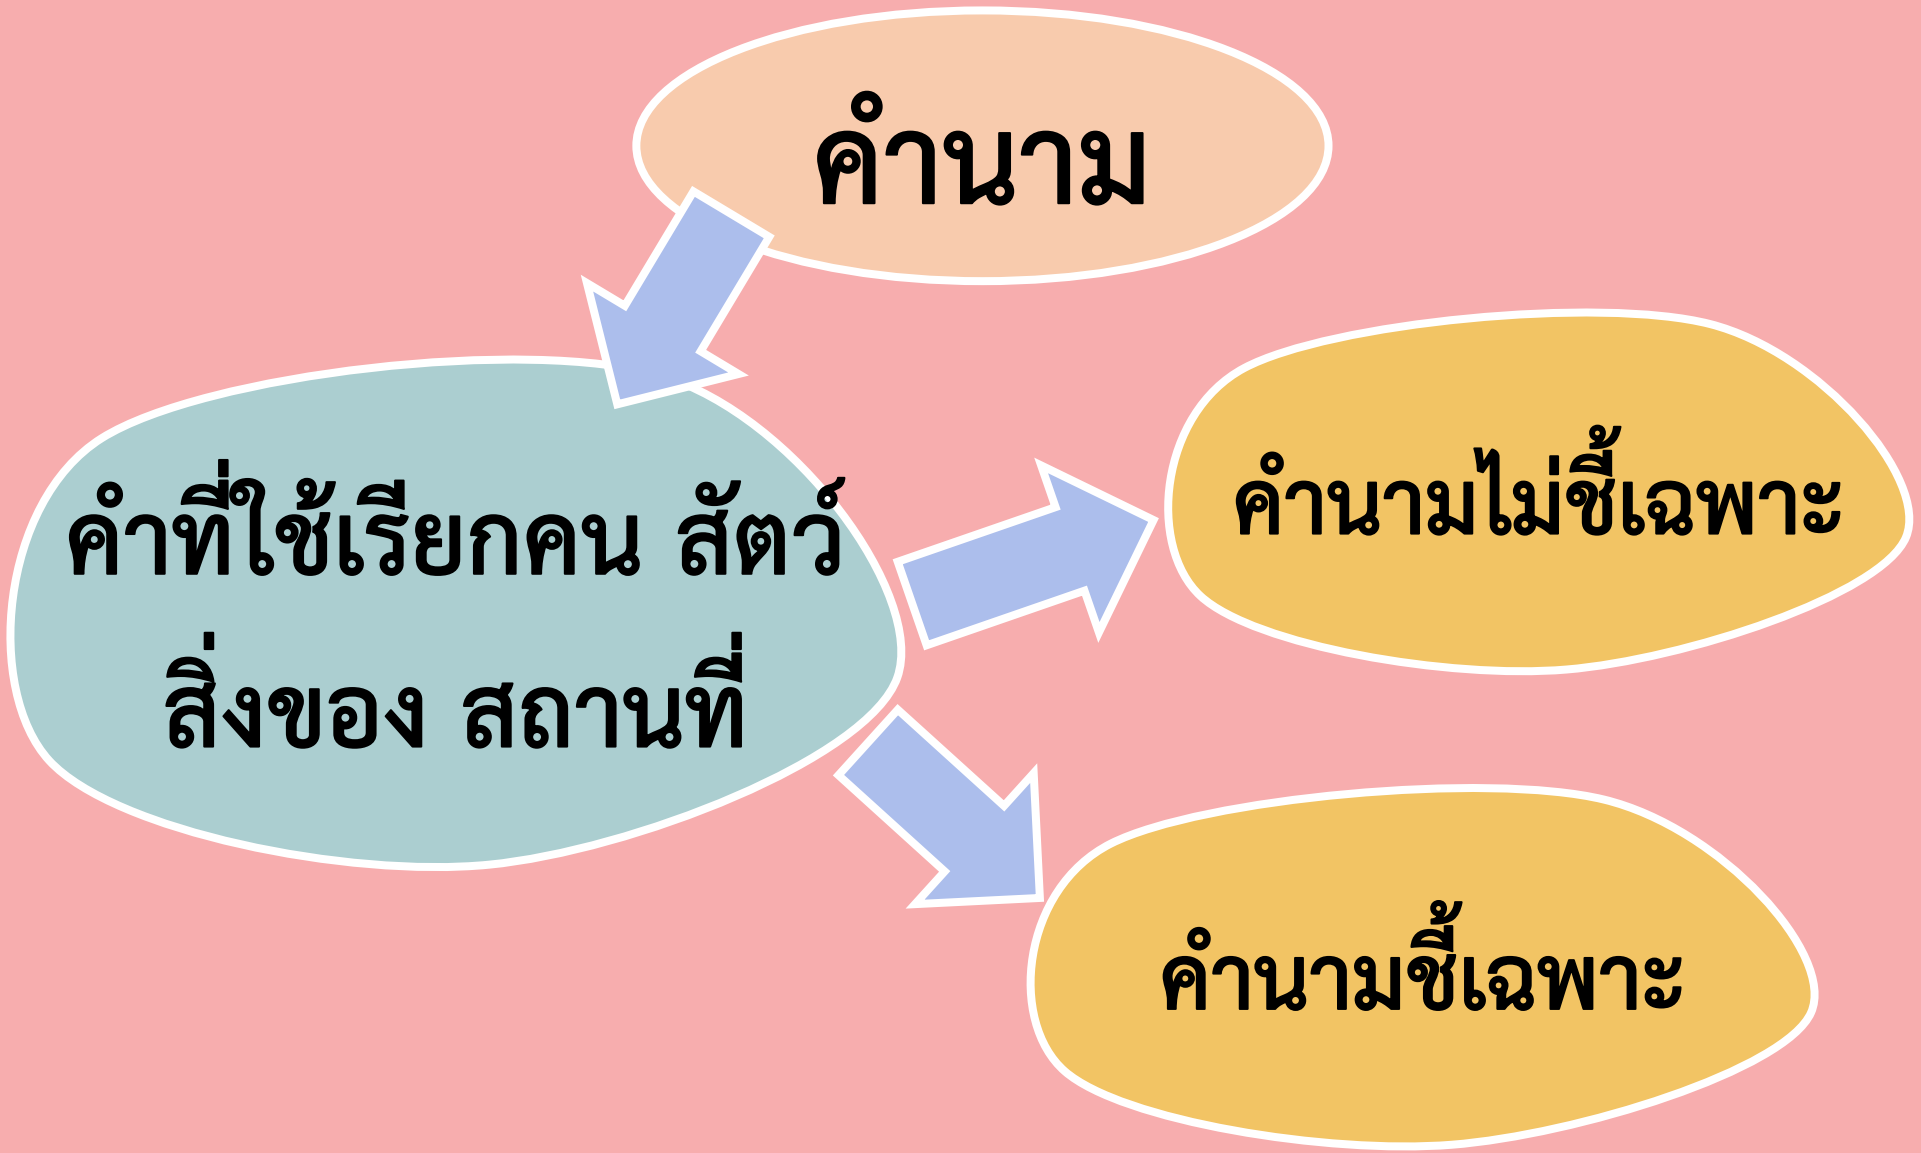 คำนาม
คำที่ใช้เรียกคน สัตว์
สิ่งของ สถานที่
คำนามไม่ชี้เฉพาะ
คำนามชี้เฉพาะ